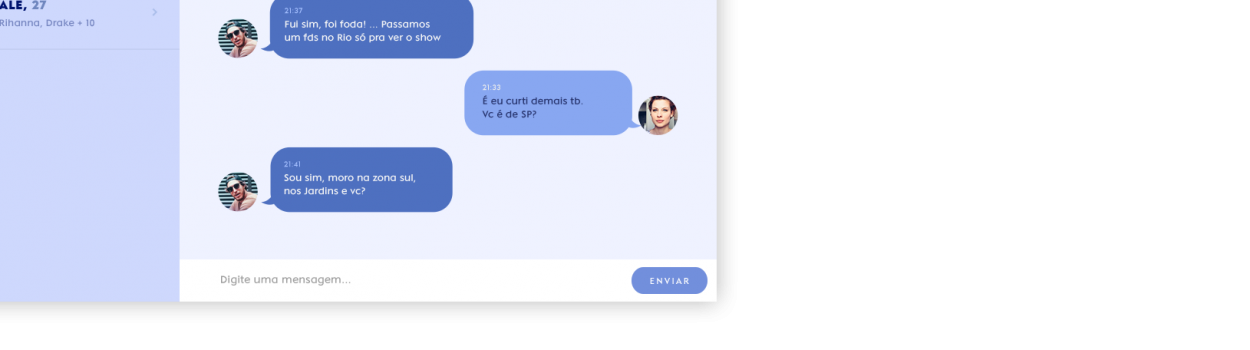 ALE, 27
Rihanna, Drake + 10
21:37
Fui sim, foi foda! ... Passamos
um fds no Rio só pra ver o show
21:33
É eu curti demais tb.
Vc é de SP?
21:41
Sou sim, moro na zona sul,
nos Jardins e vc?
Digite uma mensagem...
ENVIAR